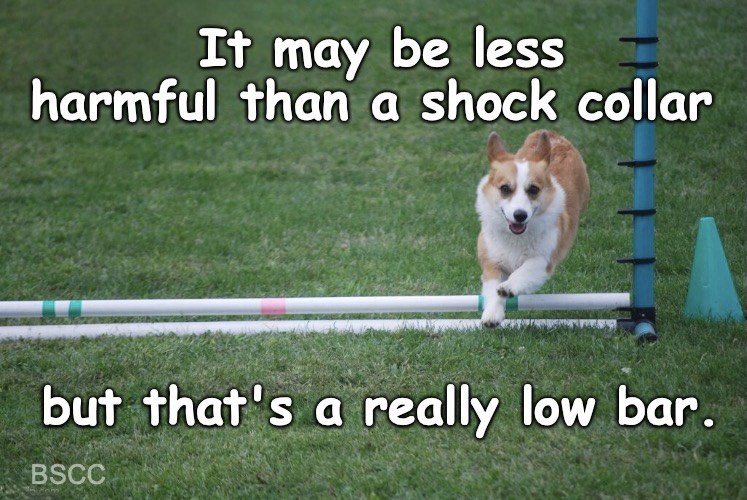 It may be less
harmful than a shock collar
but that's a really low bar.
BSCC